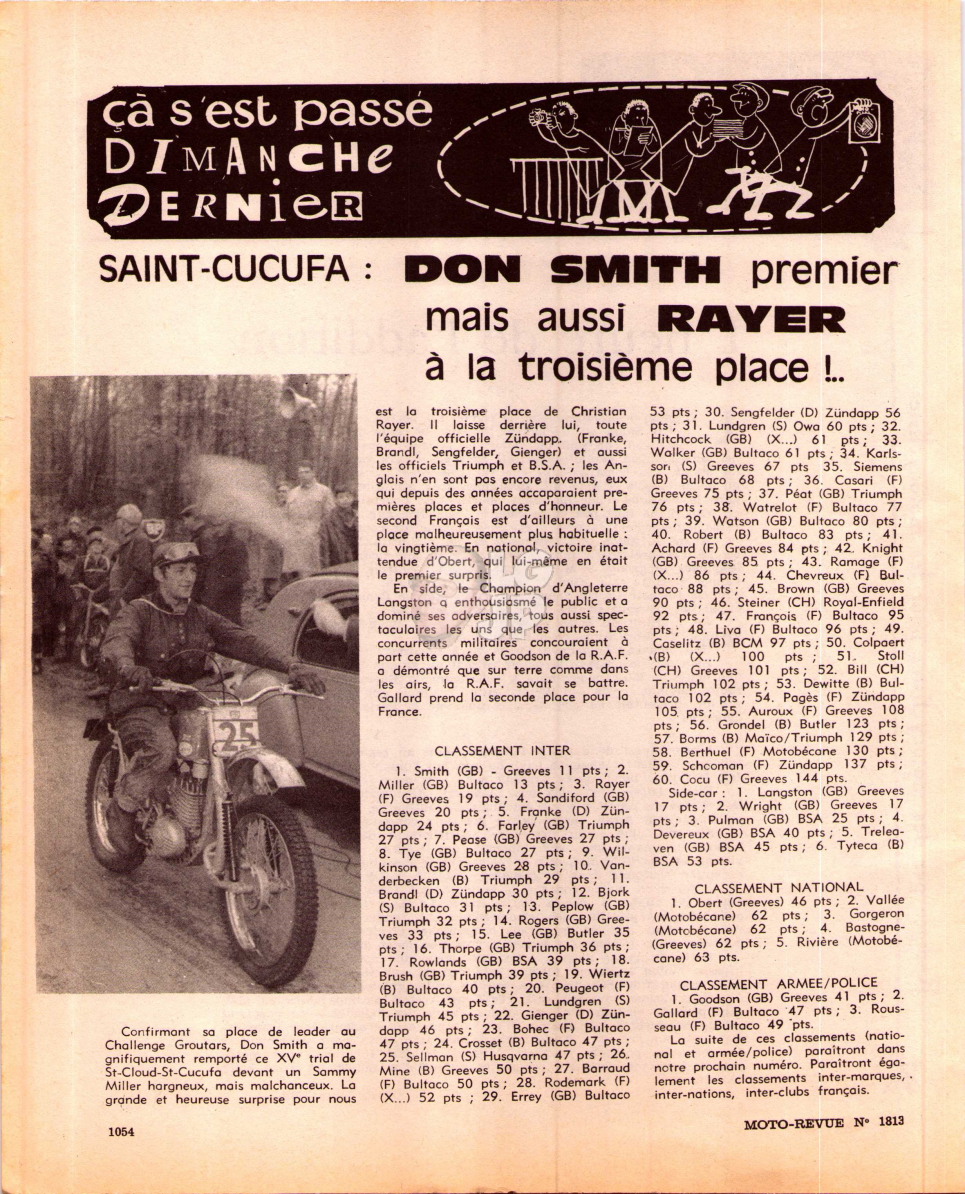 çà s'est passé
DIMANCHE
DERNIER
SAINT-CUCUFA : DON SMITH premier
mais aussi RAYER
à la troisième place !..
25
Confirmant sa place de leader au
Challenge Groutars, Don Smith a ma-
gnifiquement remporté ce XVe trial de
St-Cloud-St-Cucufa devant un Sammy
Miller hargneux, mais malchanceux. La
grande et heureuse surprise pour nous
est la troisième place de Christian
Rayer. Il laisse derrière lui, toute
l'équipe officielle Zündapp. (Franke,
Brandl, Sengfelder, Gienger) et aussi
les officiels Triumph et B.S.A. ; les An-
glais n'en sont pas encore revenus, eux
qui depuis des années accaparaient pre-
mières places et places d'honneur. Le
second Français est d'ailleurs à une
place malheureusement plus habituelle :
la vingtième. En national, victoire inat-
tendue d'Obert, qui lui-même en était
le premier surpris.
En side, le Champion d'Angleterre
Langston a enthousiasmé le public et a
dominé ses adversaires, tous aussi spec-
taculaires les uns que les autres. Les
concurrents militaires concouraient à
part cette année et Goodson de la R.A.F.
a démontré que sur terre comme dans
les airs, la R.A.F. savait se battre.
Gallard prend la seconde place pour la
France.
CLASSEMENT INTER
1. Smith (GB) - Greeves 11 pts ; 2.
Miller (GB) Bultaco 13 pts ; 3. Rayer
(F) Greeves 19 pts ; 4. Sandiford (GB)
Greeves 20 pts ; 5. Franke (D) Zün-
dapp 24 pts ; 6. Farley (GB) Triumph
27 pts ; 7. Pease (GB) Greeves 27 pts ;
8. Tye (GB) Bultaco 27 pts ; 9. Wil-
kinson (GB) Greeves 28 pts ; 10. Van-
derbecken (B) Triumph 29 pts ; 11.
Brandl (D) Zündapp 30 pts ; 12. Bjork
(S) Bultaco 31 pts ; 13. Peplow (GB)
Triumph 32 pts ; 14. Rogers (GB) Gree-
ves 33 pts ; 15. Lee (GB) Butler 35
pts ; 16. Thorpe (GB) Triumph 36 pts ;
17. Rowlands (GB) BSA 39 pts ; 18.
Brush (GB) Triumph 39 pts ; 19. Wiertz
(B) Bultaco 40 pts ; 20. Peugeot (F)
Bultaco 43 pts ; 21. Lundgren (S)
Triumph 45 pts ; 22. Gienger (D) Zün-
dapp 46 pts ; 23. Bohec (F) Bultaco
47 pts ; 24. Crosset (B) Bultaco 47 pts ;
25. Sellman (S) Husqvarna 47 pts ; 26.
Mine (B) Greeves 50 pts ; 27. Barraud
(F) Bultaco 50 pts ; 28. Rodemark (F)
(X...) 52 pts ; 29. Errey (GB) Bultaco
53 pts ; 30. Sengfelder (D) Zündapp 56
pts ; 31. Lundgren (S) Owa 60 pts ; 32.
Hitchcock (GB) (X...) 61 pts ; 33.
Walker (GB) Bultaco 61 pts ; 34. Karls-
son (S) Greeves 67 pts 35. Siemens
(B) Bultaco 68 pts ; 36. Casari (F)
Greeves 75 pts ; 37. Péat (GB) Triumph
76 pts ; 38. Watrelot (F) Bultaco 77
pts ; 39. Watson (GB) Bultaco 80 pts ;
40. Robert (B) Bultaco 83 pts ; 41.
Achard (F) Greeves 84 pts ; 42. Knight
(GB) Greeves 85 pts ; 43. Ramage (F)
(X...) 86 pts ; 44. Chevreux (F) Bul-
taco 88 pts ; 45. Brown (GB) Greeves
90 pts ; 46. Steiner (CH) Royal-Enfield
92 pts ; 47. François (F) Bultaco 95
pts ; 48. Liva (F) Bultaco 96 pts ; 49.
Caselitz (B) BCM 97 pts ; 50. Colpaert
(B) (X...) 100 pts ; 51. Stoll
(CH) Greeves 101 pts ; 52. Bill (CH)
Triumph 102 pts ; 53. Dewitte (B) Bul-
taco 102 pts ; 54. Pagès (F) Zündapp
105 pts ; 55. Auroux (F) Greeves 108
pts ; 56. Grondel (B) Butler 123 pts ;
57. Borms (B) Maïco/Triumph 129 pts ;
58. Berthuel (F) Motobécane 130 pts ;
59. Schcoman (F) Zündapp 137 pts ;
60. Cocu (F) Greeves 144 pts.
Side-car : 1. Langston (GB) Greeves
17 pts ; 2. Wright (GB) Greeves 17
pts ; 3. Pulman (GB) BSA 25 pts ; 4.
Devereux (GB) BSA 40 pts ; 5. Trelea-
ven (GB) BSA 45 pts ; 6. Tyteca (B)
BSA 53 pts.
CLASSEMENT NATIONAL
1. Obert (Greeves) 46 pts ; 2. Vallée
(Motobécane) 62 pts ; 3. Gorgeron
(Motobécane) 62 pts ; 4. Bastogne-
(Greeves) 62 pts ; 5. Rivière (Motobé-
cane) 63 pts.
CLASSEMENT ARMEE/POLICE
1. Goodson (GB) Greeves 41 pts ; 2.
Gallard (F) Bultaco 47 pts ; 3. Rous-
seau (F) Bultaco 49 pts.
La suite de ces classements (natio-
nal et armée/police) paraîtront dans
notre prochain numéro. Paraîtront éga-
lement les classements inter-marques,
inter-nations, inter-clubs français.
1054
MOTO-REVUE N° 1813